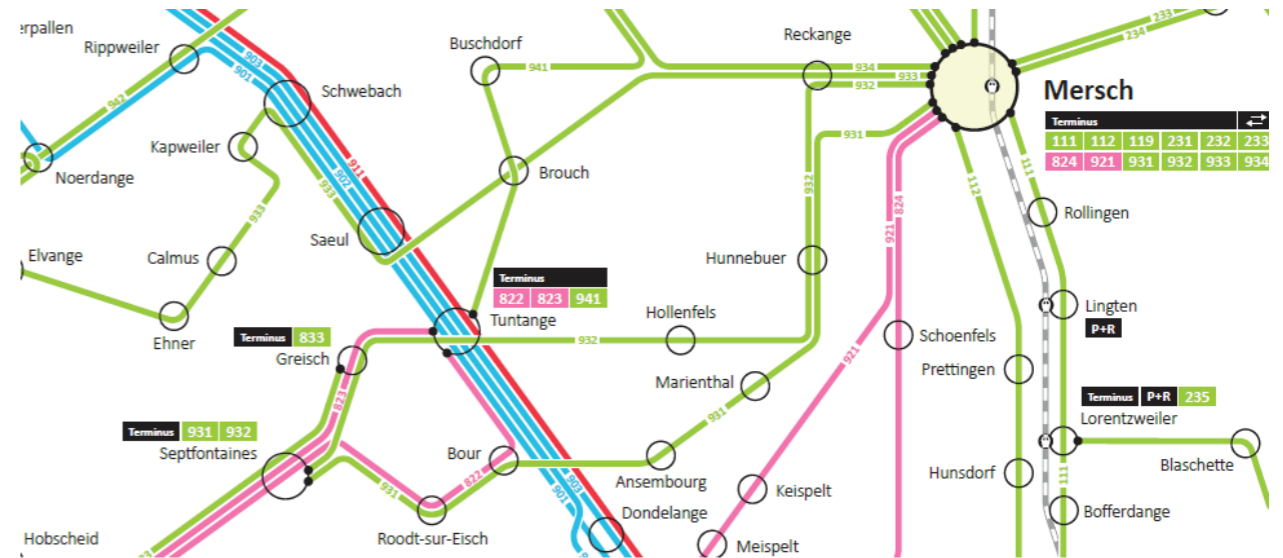 erpallen
Rippweiler
903
901
Buschdorf
941
Reckange
934
933
932
233
234
Mersch
Terminus
111 112 119 231 232 233
824 921 931 932 933 934
942
Schwebach
Kapweiler
Noerdange
911
902
933
Brouch
931
932
111
112
921
824
Rollingen
933
Saeul
Elvange
Calmus
Hunnebuer
Terminus
822 823 941
Tuntange
Hollenfels
Lingten
P+R
Ehner
Terminus 833
Greisch
932
Schoenfels
Prettingen
921
Marienthal
823
931
Terminus P+R 235
Lorentzweiler
Terminus 931 932
Septfontaines
Bour
Ansembourg
Blaschette
Hunsdorf
931
822
903
901
Keispelt
111
Dondelange
Bofferdange
Hobscheid
Roodt-sur-Eisch
Meispelt